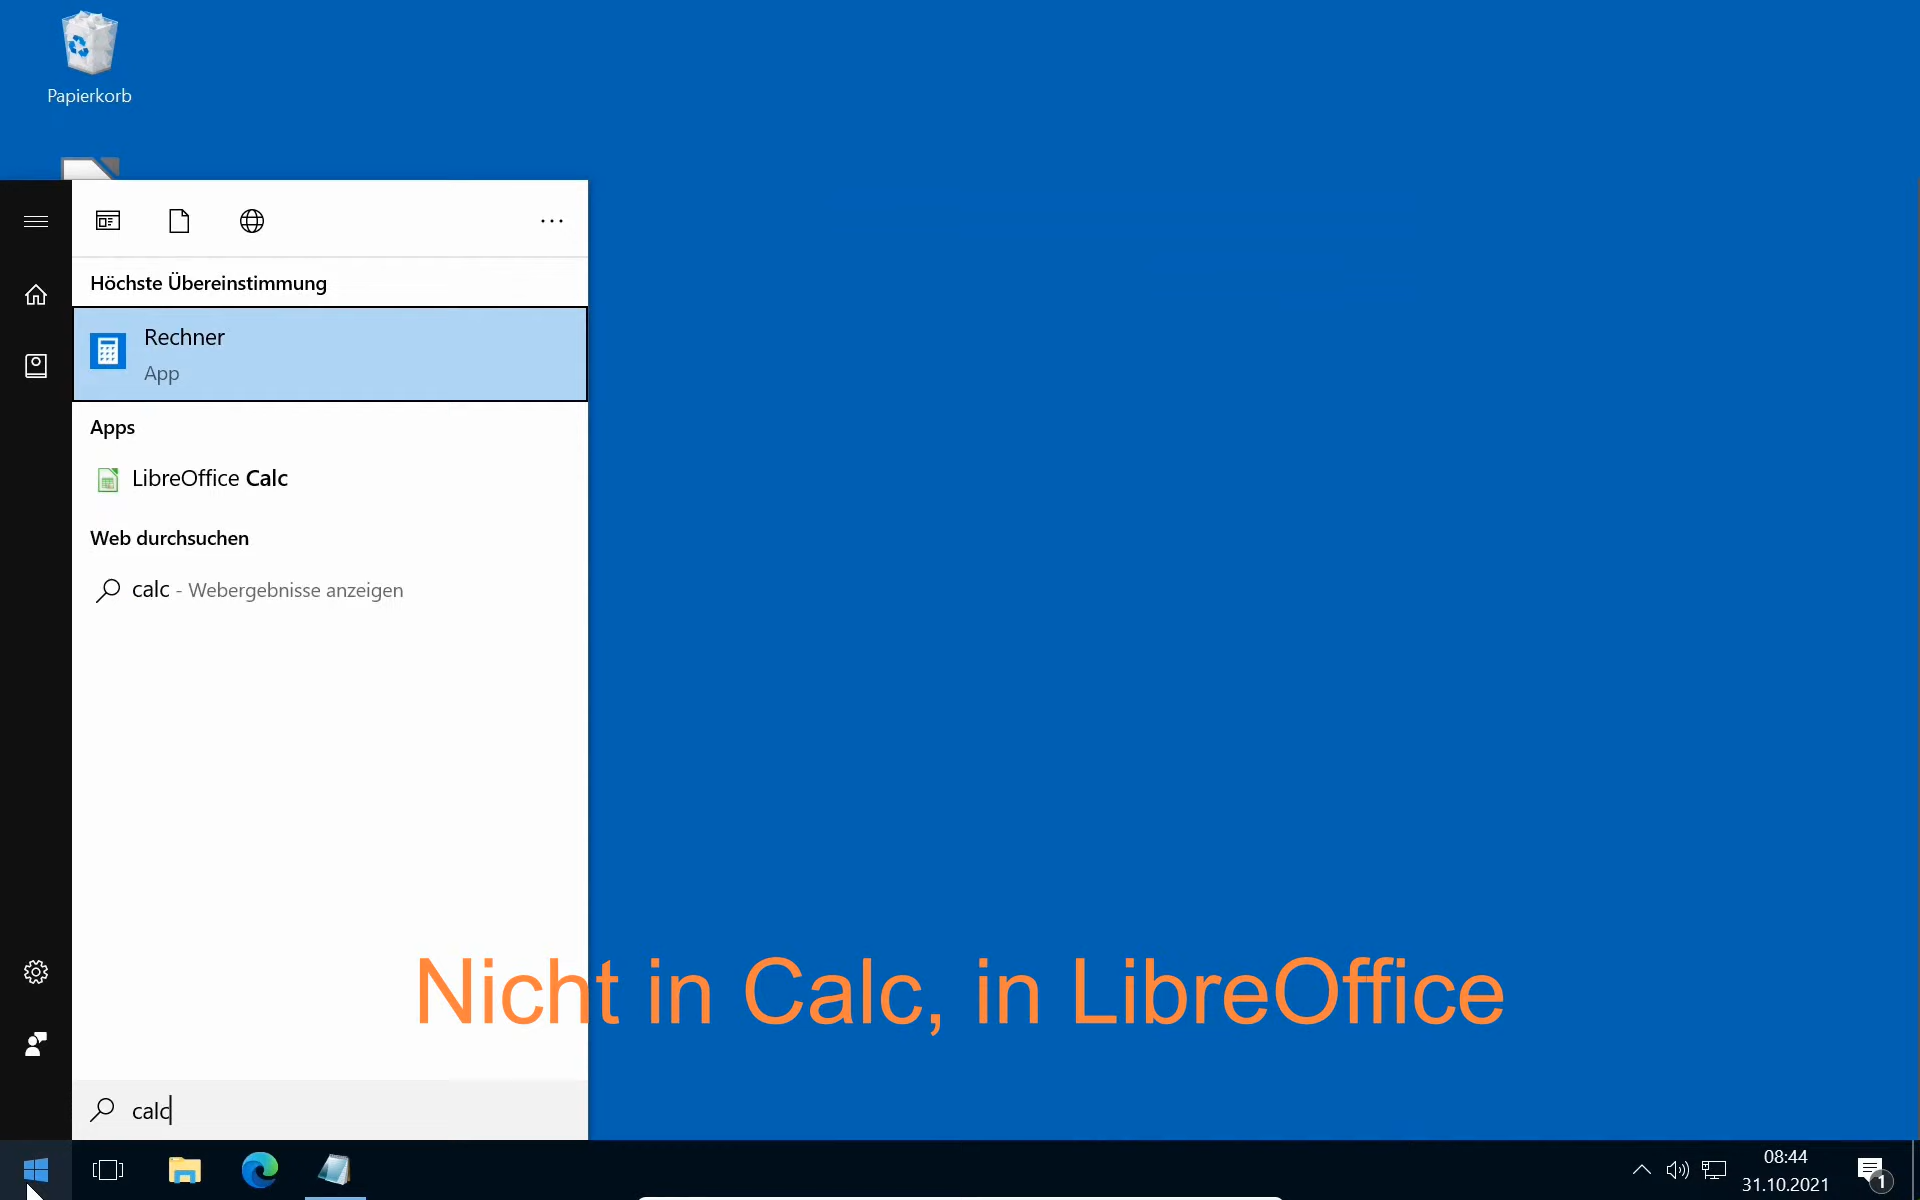 Papierkorb
Höchste Übereinstimmung
Rechner
App
Apps
LibreOffice Calc
Web durchsuchen
calc - Webergebnisse anzeigen
Nicht in Calc, in LibreOffice
calc
08:44
31.10.2021
1